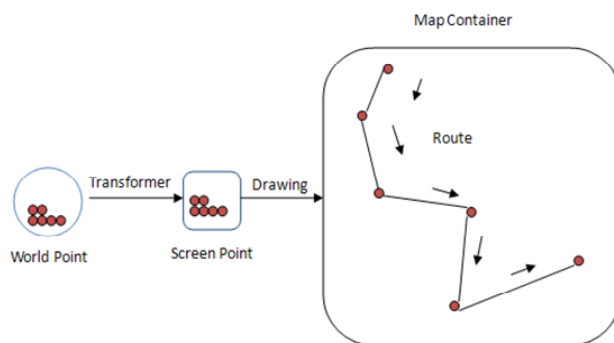 Map Container
Route
Transformer
Drawing
World Point
Screen Point